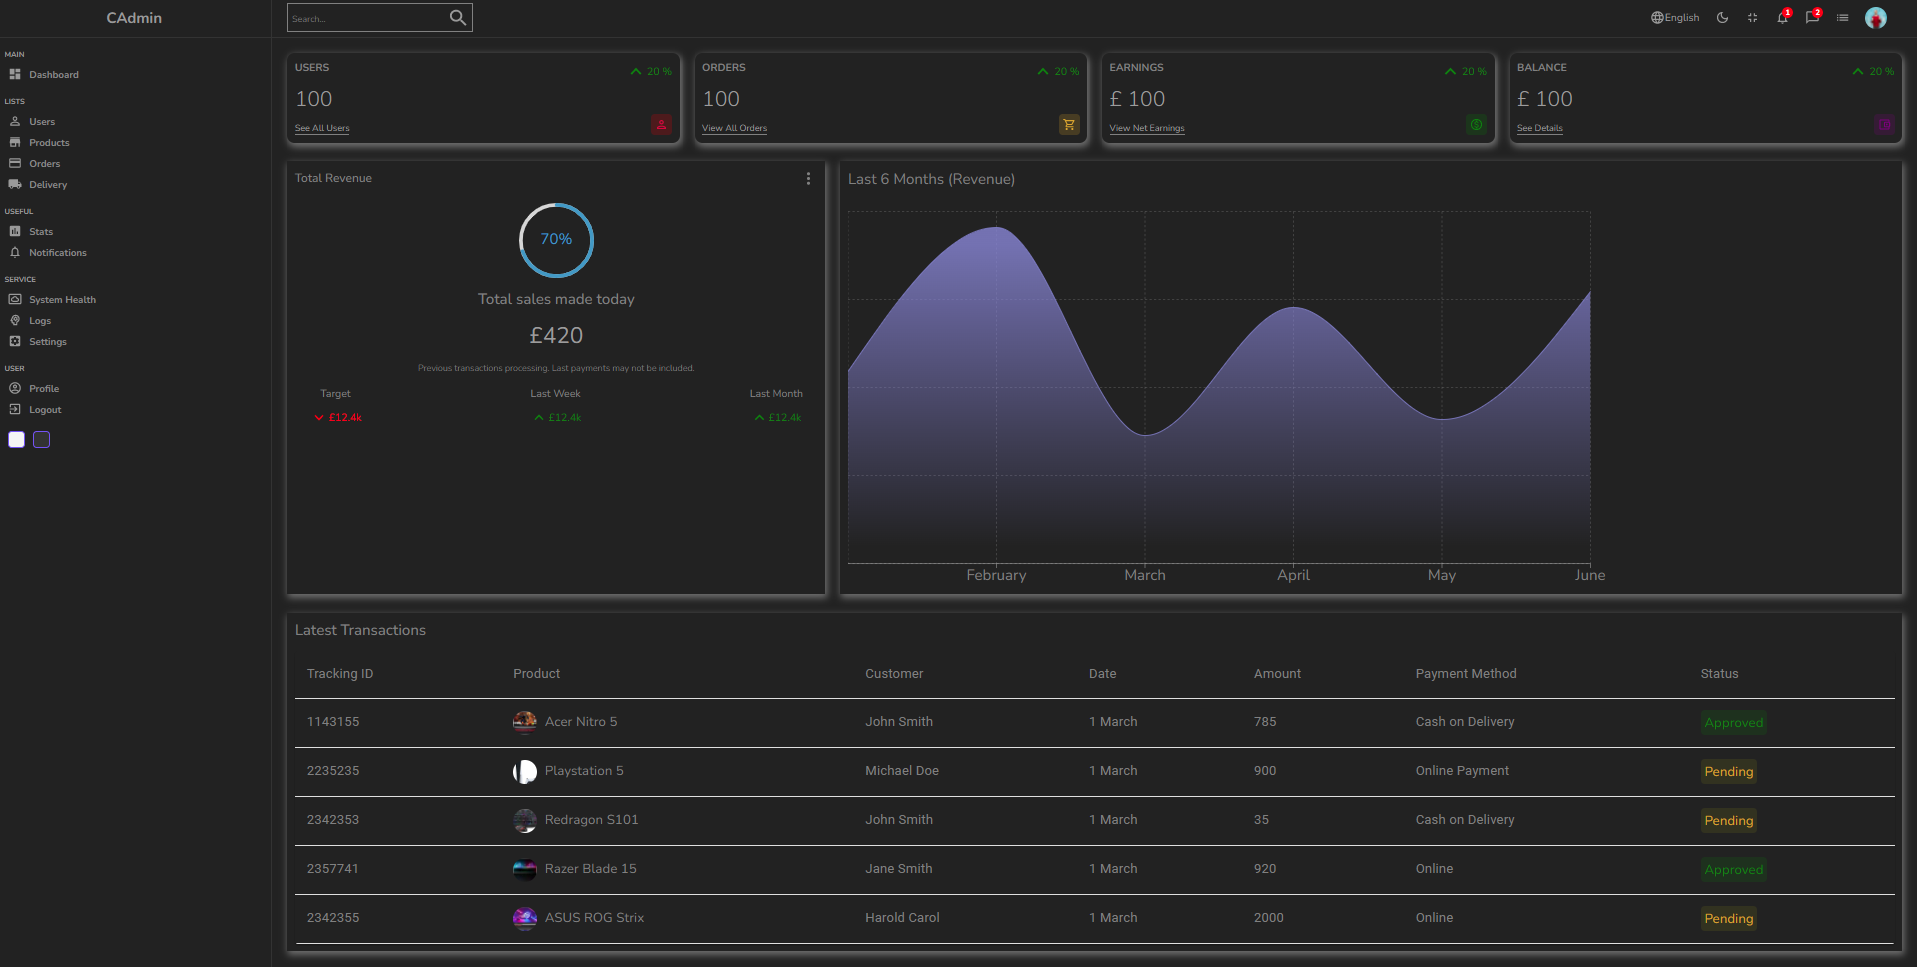 CAdmin
Search...
English
1
2
MAIN
Dashboard
LISTS
Users
Products
Orders
Delivery
USEFUL
Stats
Notifications
SERVICE
System Health
Logs
Settings
USER
Profile
Logout
USERS
20 %
100
See All Users
ORDERS
20 %
100
View All Orders
EARNINGS
20 %
£ 100
View Net Earnings
BALANCE
20 %
£ 100
See Details
Total Revenue
70%
Total sales made today
£420
Previous transactions processing. Last payments may not be included.
Target Last Week Last Month
£12.4k £12.4k £12.4k
Last 6 Months (Revenue)
February March April May June
Latest Transactions
Tracking ID Product Customer Date Amount Payment Method Status
1143155 Acer Nitro 5 John Smith 1 March 785 Cash on Delivery Approved
2235235 Playstation 5 Michael Doe 1 March 900 Online Payment Pending
2342353 Redragon S101 John Smith 1 March 35 Cash on Delivery Pending
2357741 Razer Blade 15 Jane Smith 1 March 920 Online Approved
2342355 ASUS ROG Strix Harold Carol 1 March 2000 Online Pending